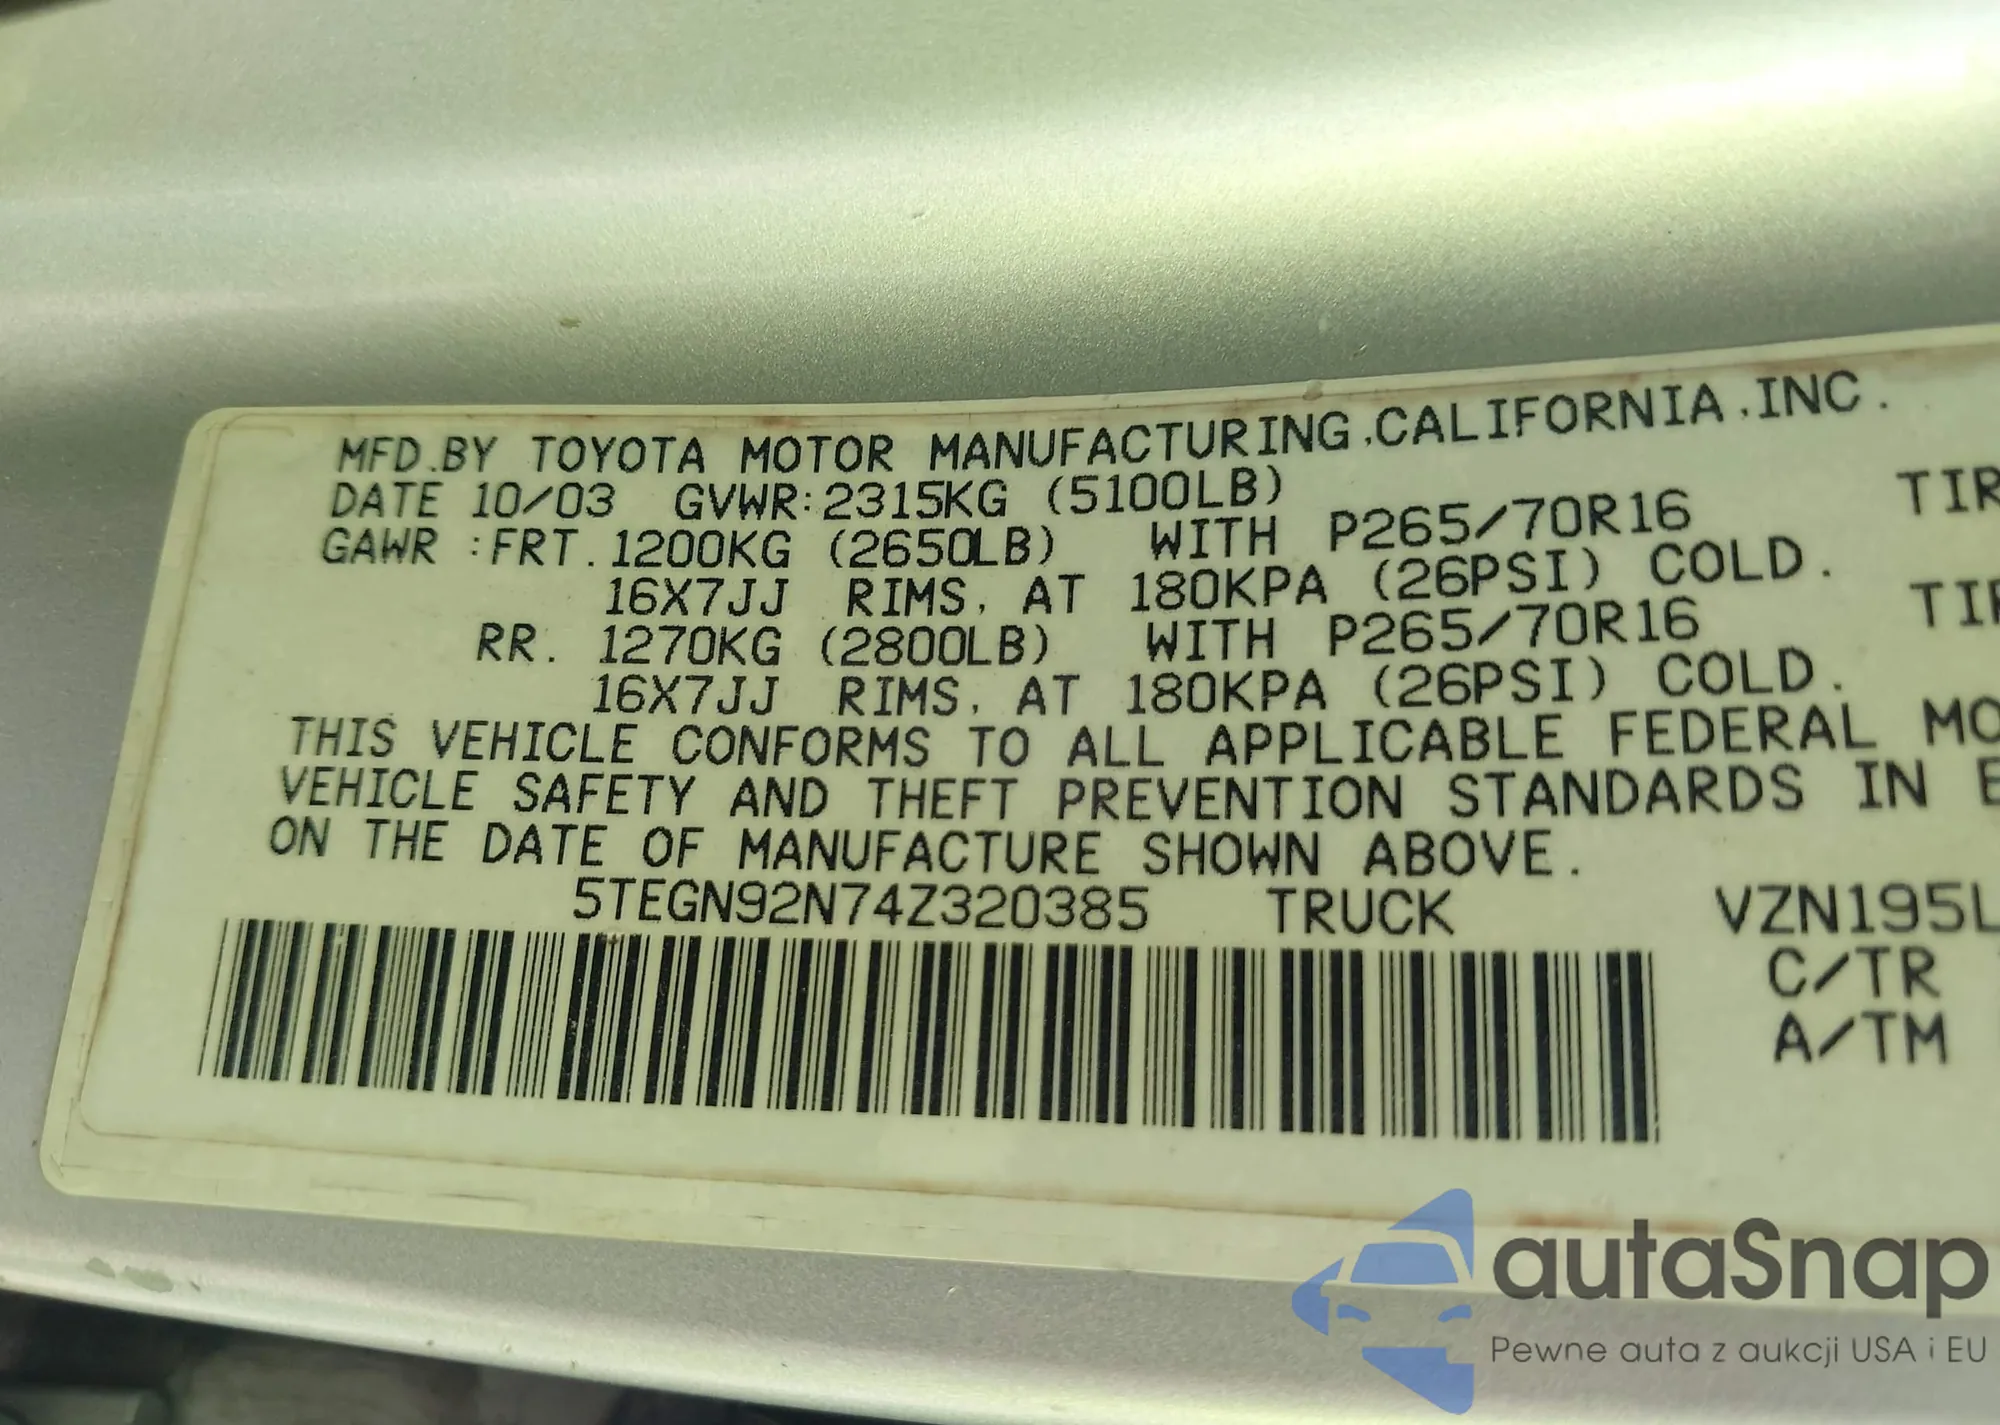 MFD.BY TOYOTA MOTOR MANUFACTURING,CALIFORNIA,INC.
DATE 10/03 GVWR:2315KG (5100LB)
GAWR :FRT.1200KG (2650LB) WITH P265/70R16 TIR
16X7JJ RIMS, AT 180KPA (26PSI) COLD.
RR. 1270KG (2800LB) WITH P265/70R16 TIR
16X7JJ RIMS, AT 180KPA (26PSI) COLD.
THIS VEHICLE CONFORMS TO ALL APPLICABLE FEDERAL MO
VEHICLE SAFETY AND THEFT PREVENTION STANDARDS IN E
ON THE DATE OF MANUFACTURE SHOWN ABOVE.
5TEGN92N74Z320385 TRUCK VZN195L
C/TR
A/TM
autaSnap
Pewne auta z aukcji USA i EU